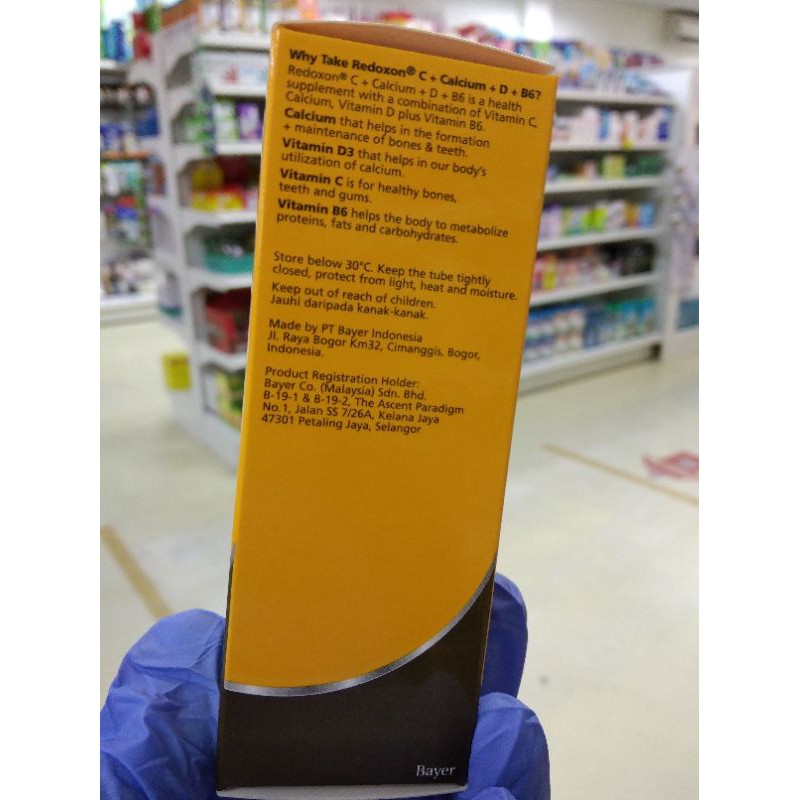 Why Take Redoxon® C + Calcium + D + B6?
Redoxon® C + Calcium + D + B6 is a health
supplement with a combination of Vitamin C,
Calcium, Vitamin D plus Vitamin B6.
Calcium that helps in the formation
+ maintenance of bones & teeth.
Vitamin D3 that helps in our body's
utilization of calcium.
Vitamin C is for healthy bones,
teeth and gums.
Vitamin B6 helps the body to metabolize
proteins, fats and carbohydrates.
Store below 30°C. Keep the tube tightly
closed, protect from light, heat and moisture.
Keep out of reach of children.
Jauhi daripada kanak-kanak.
Made by PT Bayer Indonesia
Jl. Raya Bogor Km32, Cimanggis, Bogor,
Indonesia.
Product Registration Holder:
Bayer Co. (Malaysia) Sdn. Bhd.
B-19-1 & B-19-2, The Ascent Paradigm
No.1, Jalan SS 7/26A, Kelana Jaya
47301 Petaling Jaya, Selangor
Bayer